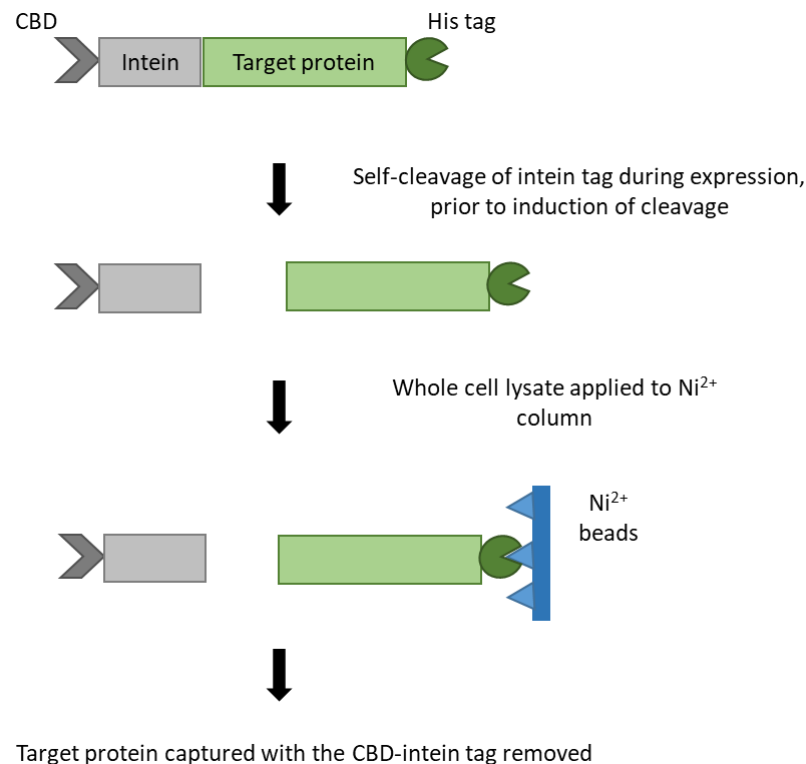 CBD
His tag
Intein
Target protein
Self-cleavage of intein tag during expression,
prior to induction of cleavage
Whole cell lysate applied to Ni²⁺
column
Ni²⁺
beads
Target protein captured with the CBD-intein tag removed